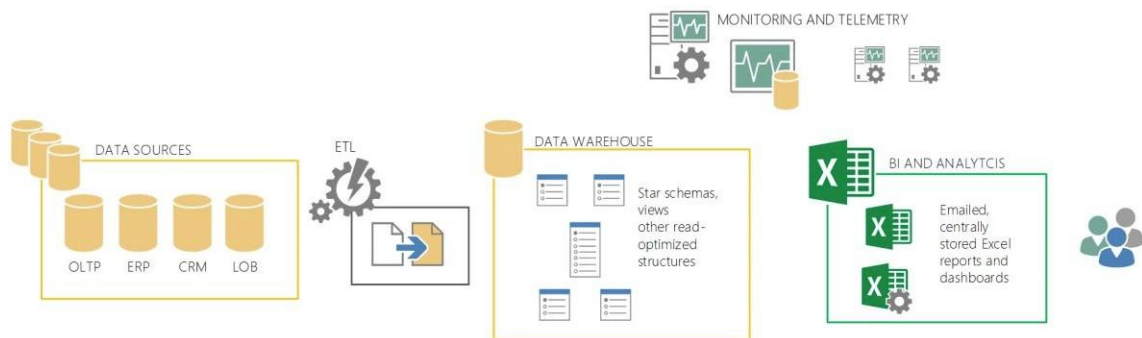 MONITORING AND TELEMETRY
DATA SOURCES
OLTP ERP CRM LOB
ETL
DATA WAREHOUSE
Star schemas,
views
other read-
optimized
structures
BI AND ANALYTCIS
Emailed,
centrally
stored Excel
reports and
dashboards